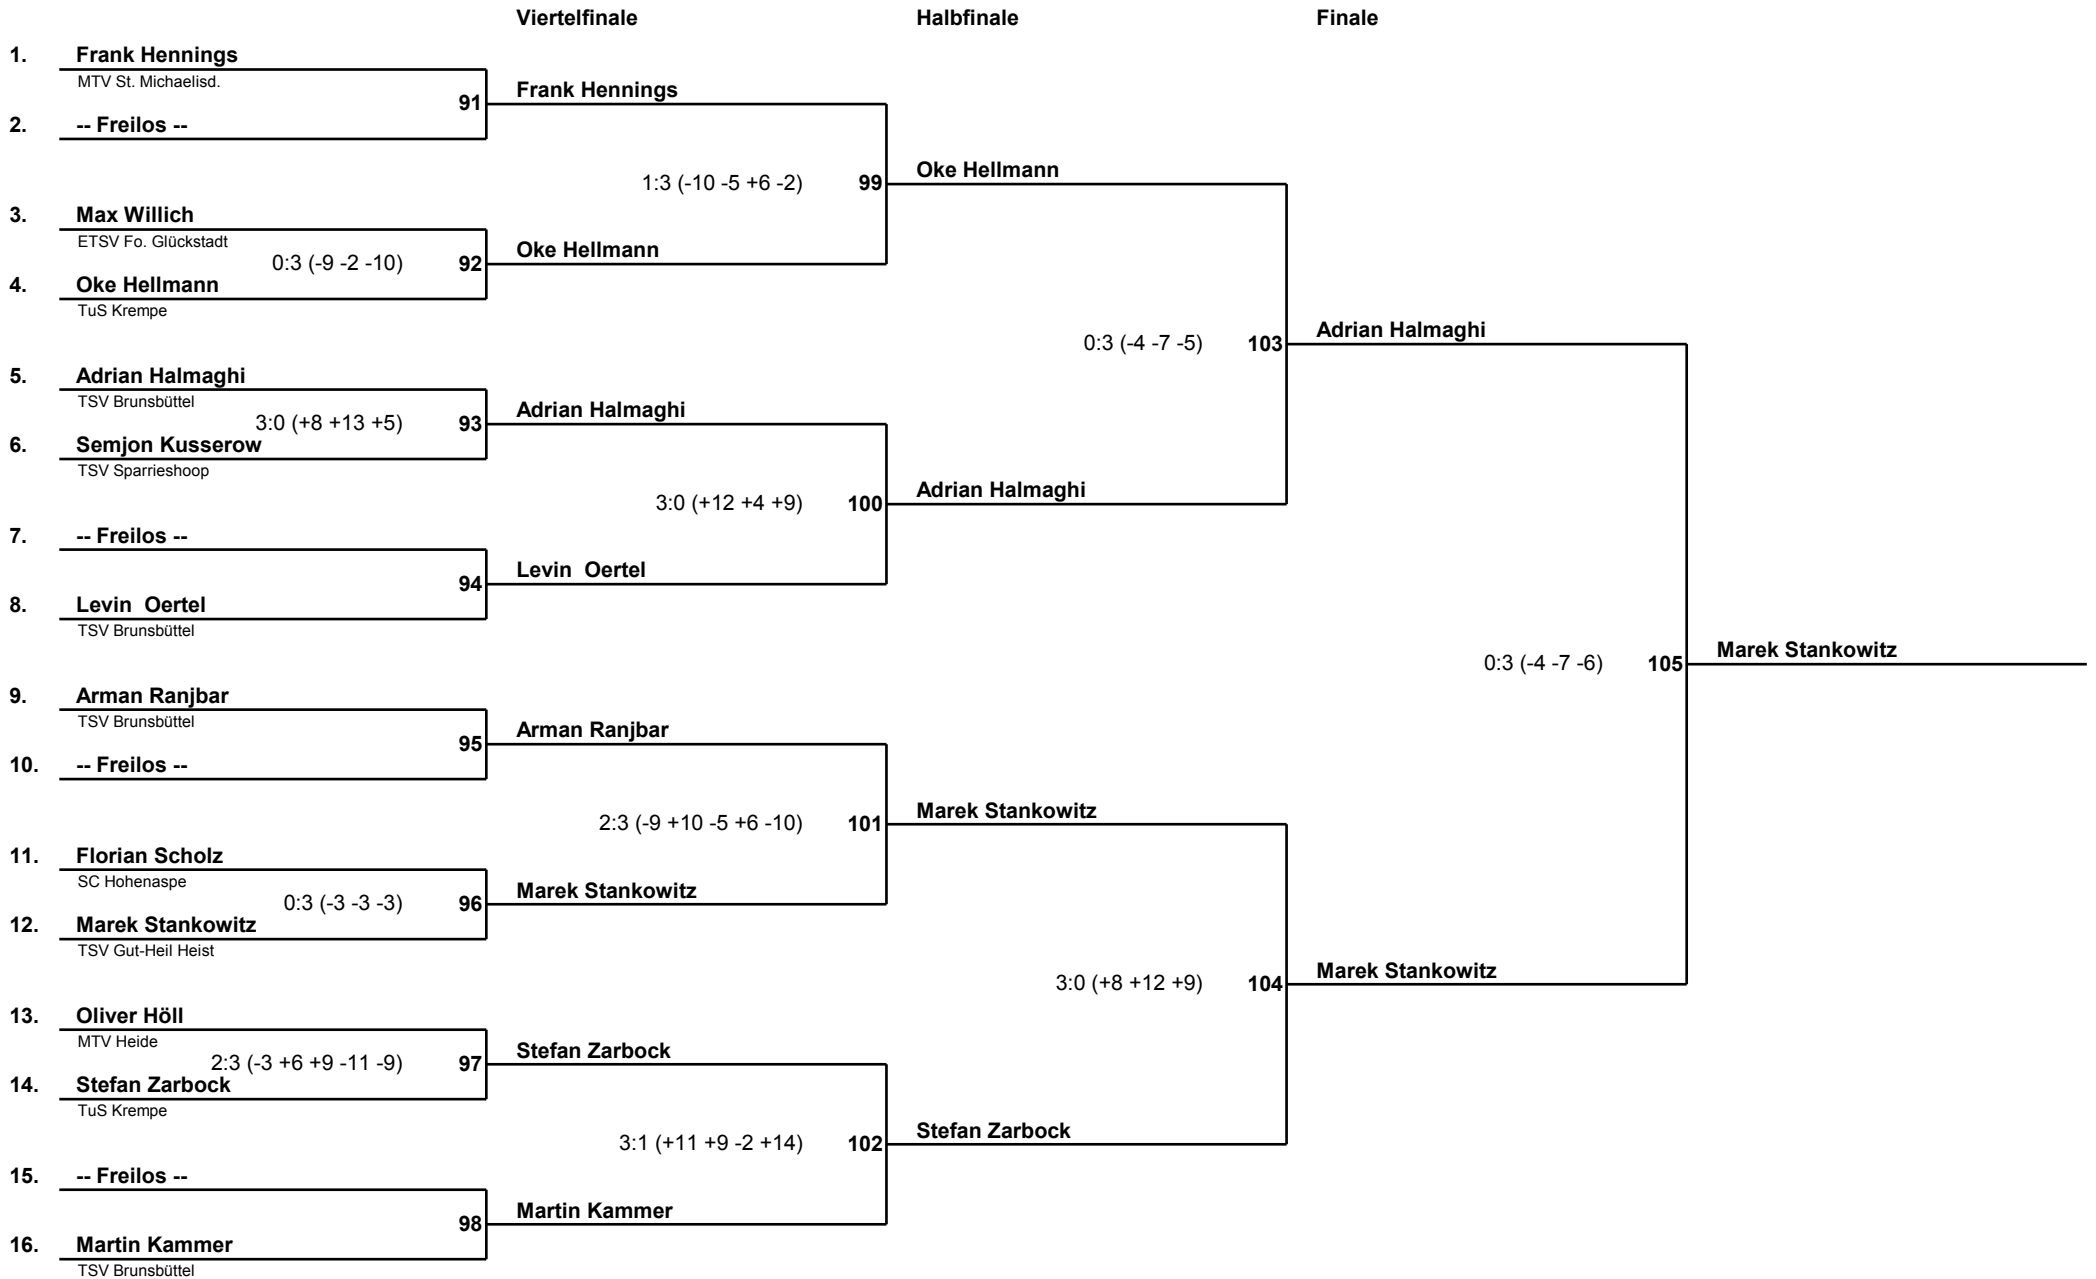 Viertelfinale Halbfinale Finale
1. Frank Hennings
MTV St. Michaelisd.
91 Frank Hennings
2. -- Freilos --
1:3 (-10 -5 +6 -2) 99 Oke Hellmann
3. Max Willich
ETSV Fo. Glückstadt
0:3 (-9 -2 -10) 92 Oke Hellmann
4. Oke Hellmann
TuS Krempe
0:3 (-4 -7 -5) 103 Adrian Halmaghi
5. Adrian Halmaghi
TSV Brunsbüttel
3:0 (+8 +13 +5) 93 Adrian Halmaghi
6. Semjon Kusserow
TSV Sparrieshoop
3:0 (+12 +4 +9) 100 Adrian Halmaghi
7. -- Freilos --
94 Levin  Oertel
8. Levin  Oertel
TSV Brunsbüttel
0:3 (-4 -7 -6) 105 Marek Stankowitz
9. Arman Ranjbar
TSV Brunsbüttel
95 Arman Ranjbar
10. -- Freilos --
2:3 (-9 +10 -5 +6 -10) 101 Marek Stankowitz
11. Florian Scholz
SC Hohenaspe
0:3 (-3 -3 -3) 96 Marek Stankowitz
12. Marek Stankowitz
TSV Gut-Heil Heist
3:0 (+8 +12 +9) 104 Marek Stankowitz
13. Oliver Höll
MTV Heide
2:3 (-3 +6 +9 -11 -9) 97 Stefan Zarbock
14. Stefan Zarbock
TuS Krempe
3:1 (+11 +9 -2 +14) 102 Stefan Zarbock
15. -- Freilos --
98 Martin Kammer
16. Martin Kammer
TSV Brunsbüttel